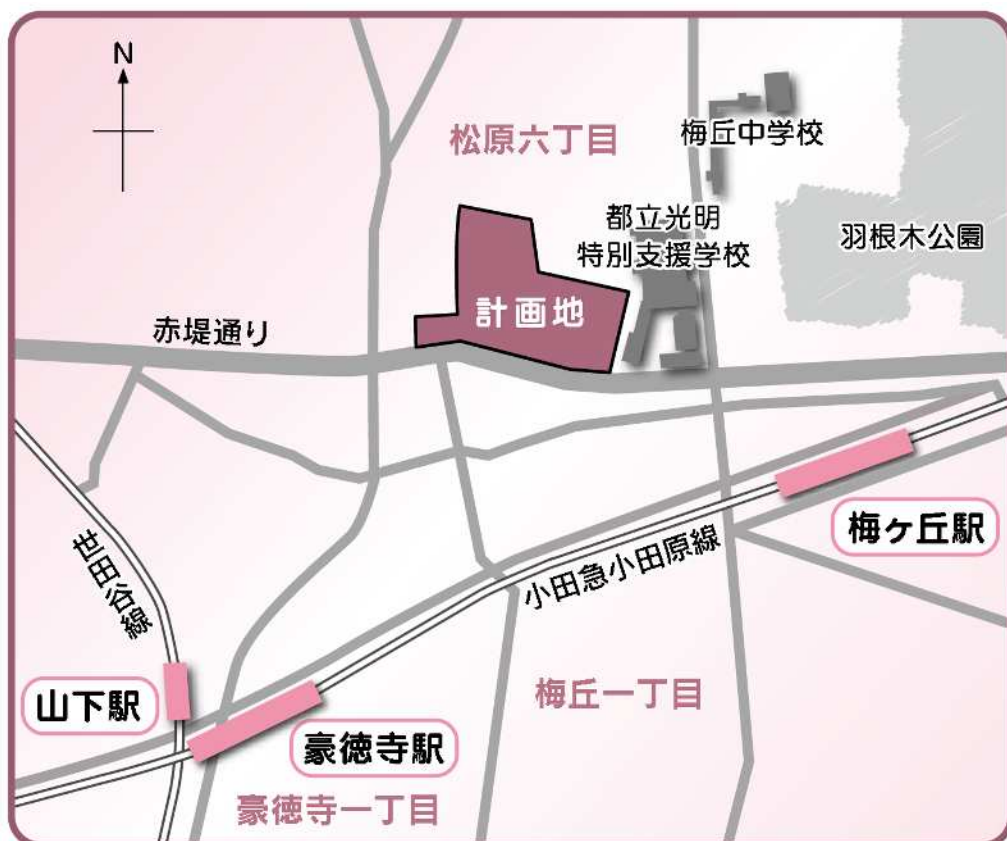 N
松原六丁目
梅丘中学校
都立光明
特別支援学校
羽根木公園
計画地
赤堤通り
世田谷線
小田急小田原線
梅ヶ丘駅
梅丘一丁目
山下駅
豪徳寺駅
豪徳寺一丁目